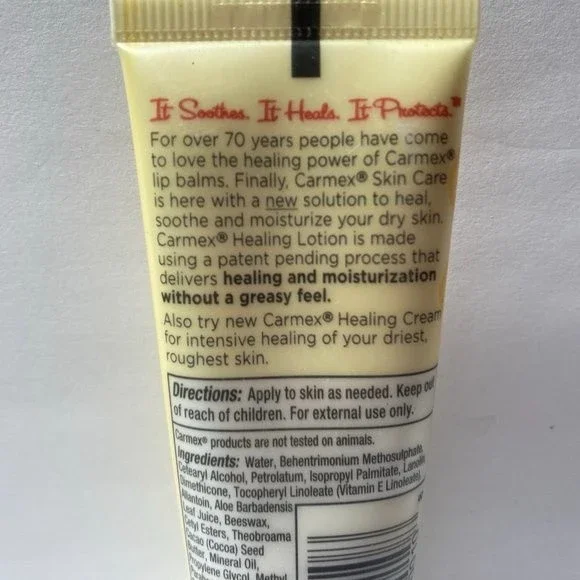 It Soothes. It Heals. It Protects.™
For over 70 years people have come
to love the healing power of Carmex®
lip balms. Finally, Carmex® Skin Care
is here with a new solution to heal,
soothe and moisturize your dry skin.
Carmex® Healing Lotion is made
using a patent pending process that
delivers healing and moisturization
without a greasy feel.
Also try new Carmex® Healing Cream
for intensive healing of your driest,
roughest skin.
Directions: Apply to skin as needed. Keep out
of reach of children. For external use only.
Carmex® products are not tested on animals.
Ingredients: Water, Behentrimonium Methosulphate,
Cetearyl Alcohol, Petrolatum, Isopropyl Palmitate, Lanolin,
Dimethicone, Tocopheryl Linoleate (Vitamin E Linoleate),
Allantoin, Aloe Barbadensis
Leaf Juice, Beeswax,
Cetyl Esters, Theobroma
Cacao (Cocoa) Seed
Butter, Mineral Oil,
Propylene Glycol, Methyl